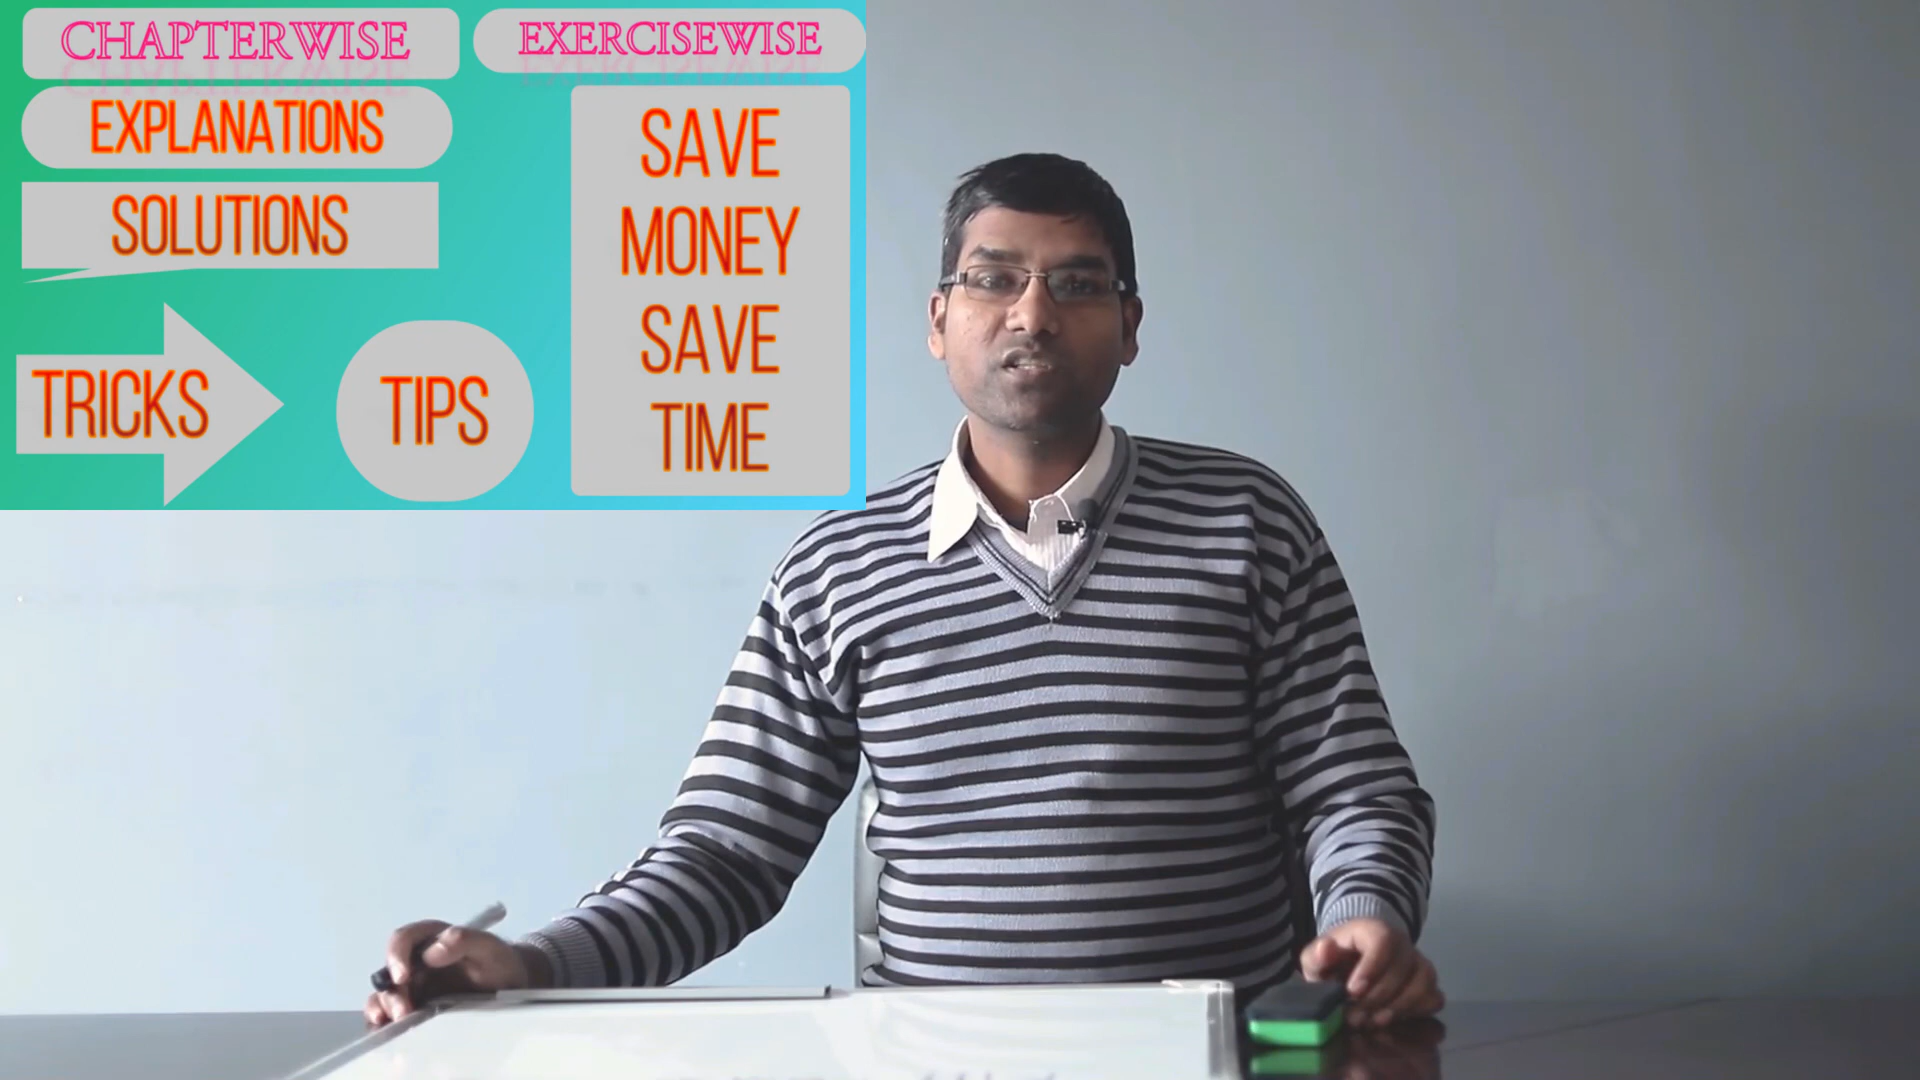 CHAPTERWISE
EXERCISEWISE
EXPLANATIONS
SOLUTIONS
TRICKS
TIPS
SAVE
MONEY
SAVE
TIME